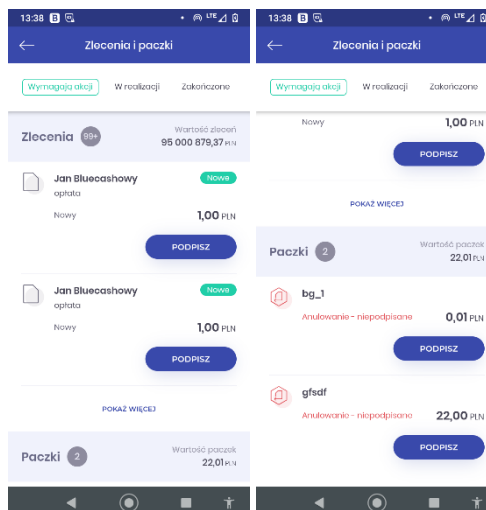 13:38 B LTE
Zlecenia i paczki
Wymagają akcji W realizacji Zakończone
Zlecenia 99+ Wartość zleceń
95 000 879,37 PLN
Jan Bluecashowy Nowe
opłata
Nowy 1,00 PLN
PODPISZ
Jan Bluecashowy Nowe
opłata
Nowy 1,00 PLN
PODPISZ
POKAŻ WIĘCEJ
Paczki 2 Wartość paczek
22,01 PLN
13:38 B LTE
Zlecenia i paczki
Wymagają akcji W realizacji Zakończone
Nowy 1,00 PLN
PODPISZ
POKAŻ WIĘCEJ
Paczki 2 Wartość paczek
22,01 PLN
bg_1
Anulowanie - niepodpisane 0,01 PLN
PODPISZ
gfsdf
Anulowanie - niepodpisane 22,00 PLN
PODPISZ